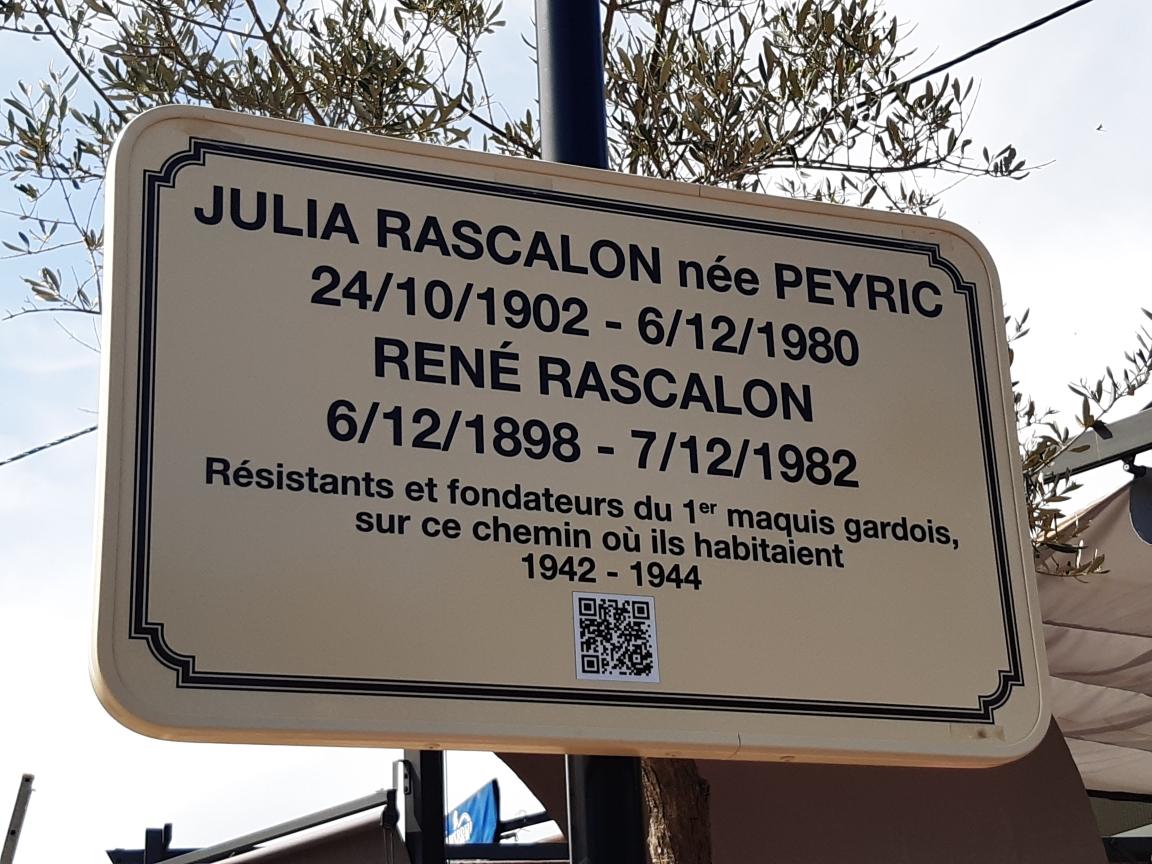 JULIA RASCALON née PEYRIC
24/10/1902 - 6/12/1980
RENÉ RASCALON
6/12/1898 - 7/12/1982
Résistants et fondateurs du 1er maquis gardois,
sur ce chemin où ils habitaient
1942 - 1944